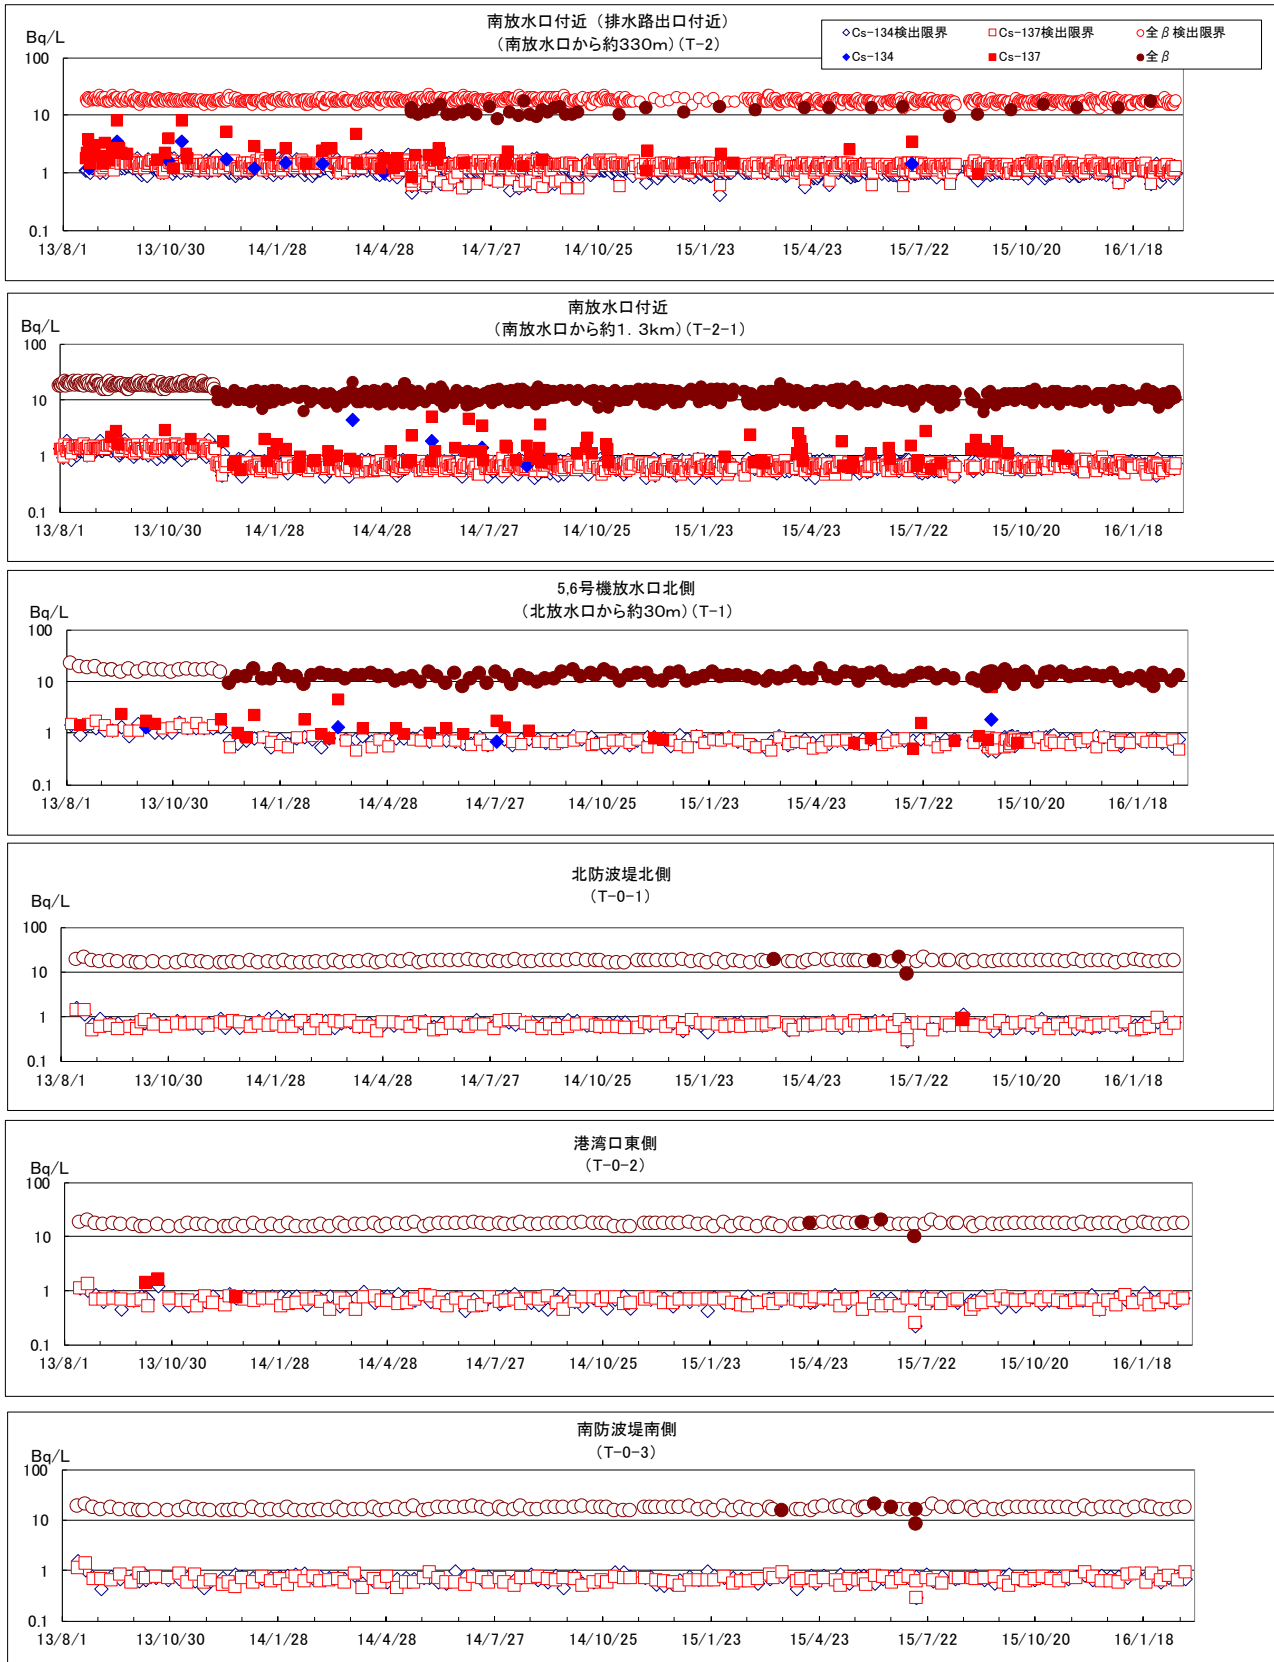 南放水口付近（排水路出口付近）
（南放水口から約330m）（T-2）
Bq/L
◇Cs-134検出限界 □Cs-137検出限界 ○全β検出限界
◆Cs-134 ■Cs-137 ●全β
100
10
1
0.1
13/8/1 13/10/30 14/1/28 14/4/28 14/7/27 14/10/25 15/1/23 15/4/23 15/7/22 15/10/20 16/1/18
南放水口付近
（南放水口から約1．3km）（T-2-1）
Bq/L
100
10
1
0.1
13/8/1 13/10/30 14/1/28 14/4/28 14/7/27 14/10/25 15/1/23 15/4/23 15/7/22 15/10/20 16/1/18
5,6号機放水口北側
（北放水口から約30m）（T-1）
Bq/L
100
10
1
0.1
13/8/1 13/10/30 14/1/28 14/4/28 14/7/27 14/10/25 15/1/23 15/4/23 15/7/22 15/10/20 16/1/18
北防波堤北側
（T-0-1）
Bq/L
100
10
1
0.1
13/8/1 13/10/30 14/1/28 14/4/28 14/7/27 14/10/25 15/1/23 15/4/23 15/7/22 15/10/20 16/1/18
港湾口東側
（T-0-2）
Bq/L
100
10
1
0.1
13/8/1 13/10/30 14/1/28 14/4/28 14/7/27 14/10/25 15/1/23 15/4/23 15/7/22 15/10/20 16/1/18
南防波堤南側
（T-0-3）
Bq/L
100
10
1
0.1
13/8/1 13/10/30 14/1/28 14/4/28 14/7/27 14/10/25 15/1/23 15/4/23 15/7/22 15/10/20 16/1/18